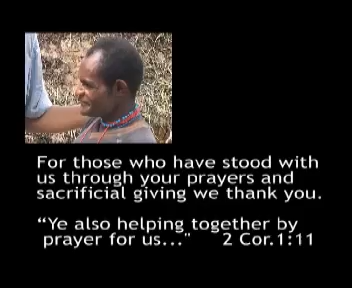 For those who have stood with
us through your prayers and
sacrificial giving we thank you.
“Ye also helping together by
prayer for us..." 2 Cor.1:11